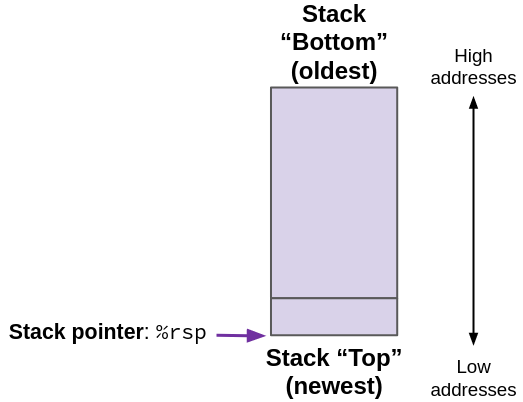 Stack
“Bottom”
(oldest)
High
addresses
Stack pointer: %rsp
Stack “Top”
(newest)
Low
addresses